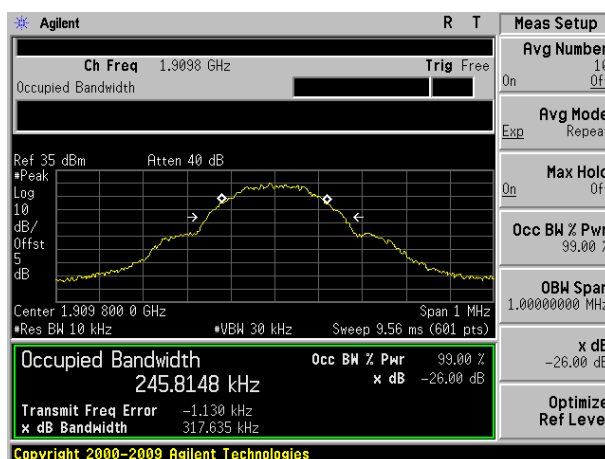 Agilent R T Meas Setup
Ch Freq 1.9098 GHz Trig Free
Occupied Bandwidth
Avg Number
10
On Off
Avg Mode
Exp Repeat
Max Hold
On Off
Occ BW % Pwr
99.00 %
OBW Span
1.00000000 MHz
x dB
-26.00 dB
Optimize
Ref Level
Ref 35 dBm Atten 40 dB
#Peak
Log
10
dB/
Offst
5
dB
Center 1.909 800 0 GHz Span 1 MHz
#Res BW 10 kHz #VBW 30 kHz Sweep 9.56 ms (601 pts)
Occupied Bandwidth Occ BW % Pwr 99.00 %
245.8148 kHz x dB -26.00 dB
Transmit Freq Error -1.130 kHz
x dB Bandwidth 317.635 kHz
Copyright 2000-2009 Agilent Technologies